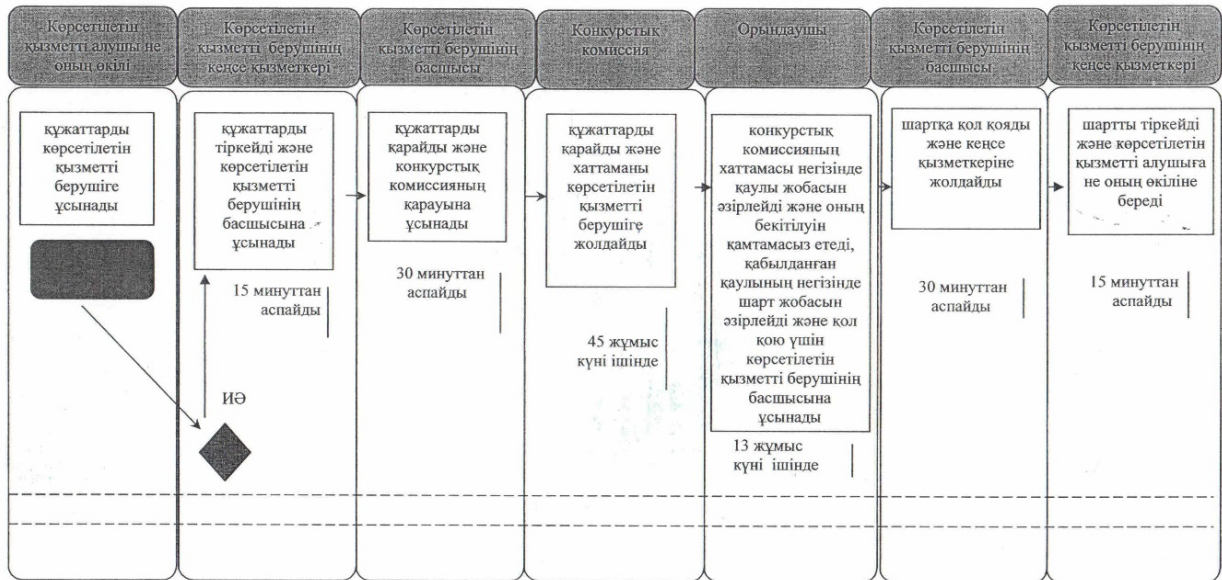 Көрсетілетін
қызметті алушы не
оның өкілі
Көрсетілетін
қызметті берушінің
кеңсе қызметкері
Көрсетілетін
қызметті берушінің
басшысы
Конкурстық
комиссия
Орындаушы
Көрсетілетін
қызметті берушінің
басшысы
Көрсетілетін
қызметті берушінің
кеңсе қызметкері
құжаттарды
көрсетілетін
қызметті
берушіге
ұсынады
құжаттарды
тіркейді және
көрсетілетін
қызметті
берушінің
басшысына
ұсынады
15 минуттан
аспайды
ИӘ
құжаттарды
қарайды және
конкурстық
комиссияның
қарауына
ұсынады
30 минуттан
аспайды
құжаттарды
қарайды және
хаттаманы
көрсетілетін
қызметті
берушіге
жолдайды
45 жұмыс
күні ішінде
конкурстық
комиссияның
хаттамасы негізінде
қаулы жобасын
әзірлейді және оның
бекітілуін
қамтамасыз етеді,
қабылданған
қаулының негізінде
шарт жобасын
әзірлейді және қол
қою үшін
көрсетілетін
қызметті берушінің
басшысына
ұсынады
13 жұмыс
күні ішінде
шартқа қол қояды
және кеңсе
қызметкеріне
жолдайды
30 минуттан
аспайды
шартты тіркейді
және көрсетілетін
қызметті алушыға
не оның өкіліне
береді
15 минуттан
аспайды